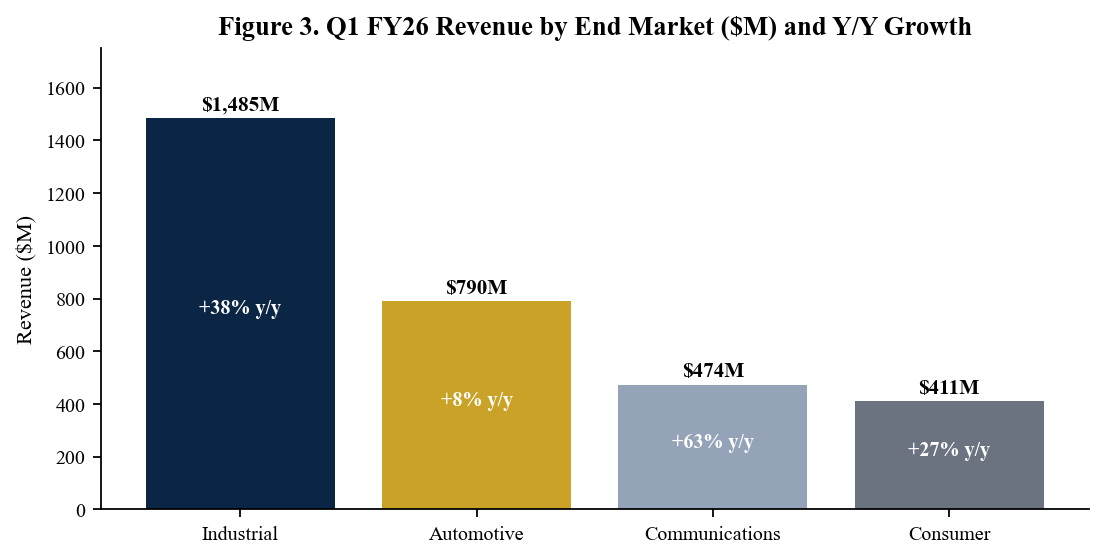 Figure 3. Q1 FY26 Revenue by End Market ($M) and Y/Y Growth
Revenue ($M)
1600
1400
1200
1000
800
600
400
200
0
$1,485M
+38% y/y
$790M
+8% y/y
$474M
+63% y/y
$411M
+27% y/y
Industrial
Automotive
Communications
Consumer